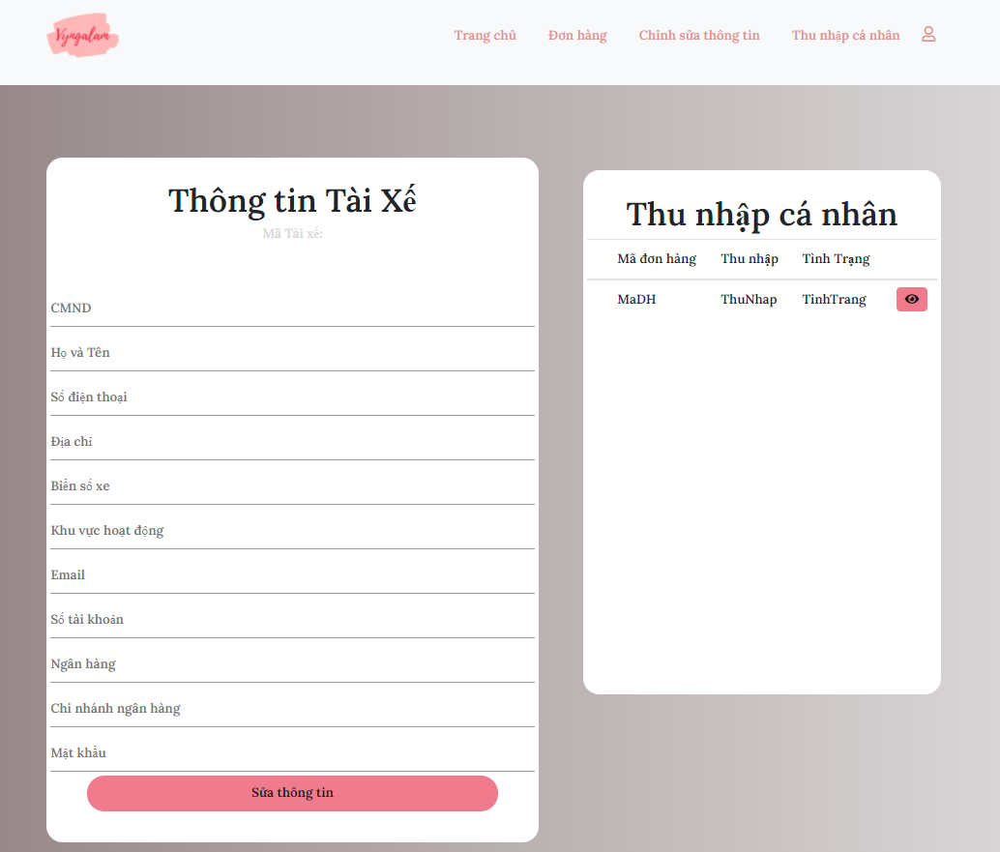 Vyngalam
Trang chủ Đơn hàng Chỉnh sửa thông tin Thu nhập cá nhân
Thông tin Tài Xế
Mã Tài xế:
CMND
Họ và Tên
Số điện thoại
Địa chỉ
Biển số xe
Khu vực hoạt động
Email
Số tài khoản
Ngân hàng
Chi nhánh ngân hàng
Mật khẩu
Sửa thông tin
Thu nhập cá nhân
Mã đơn hàng Thu nhập Tình Trạng
MaDH ThuNhap TinhTrang